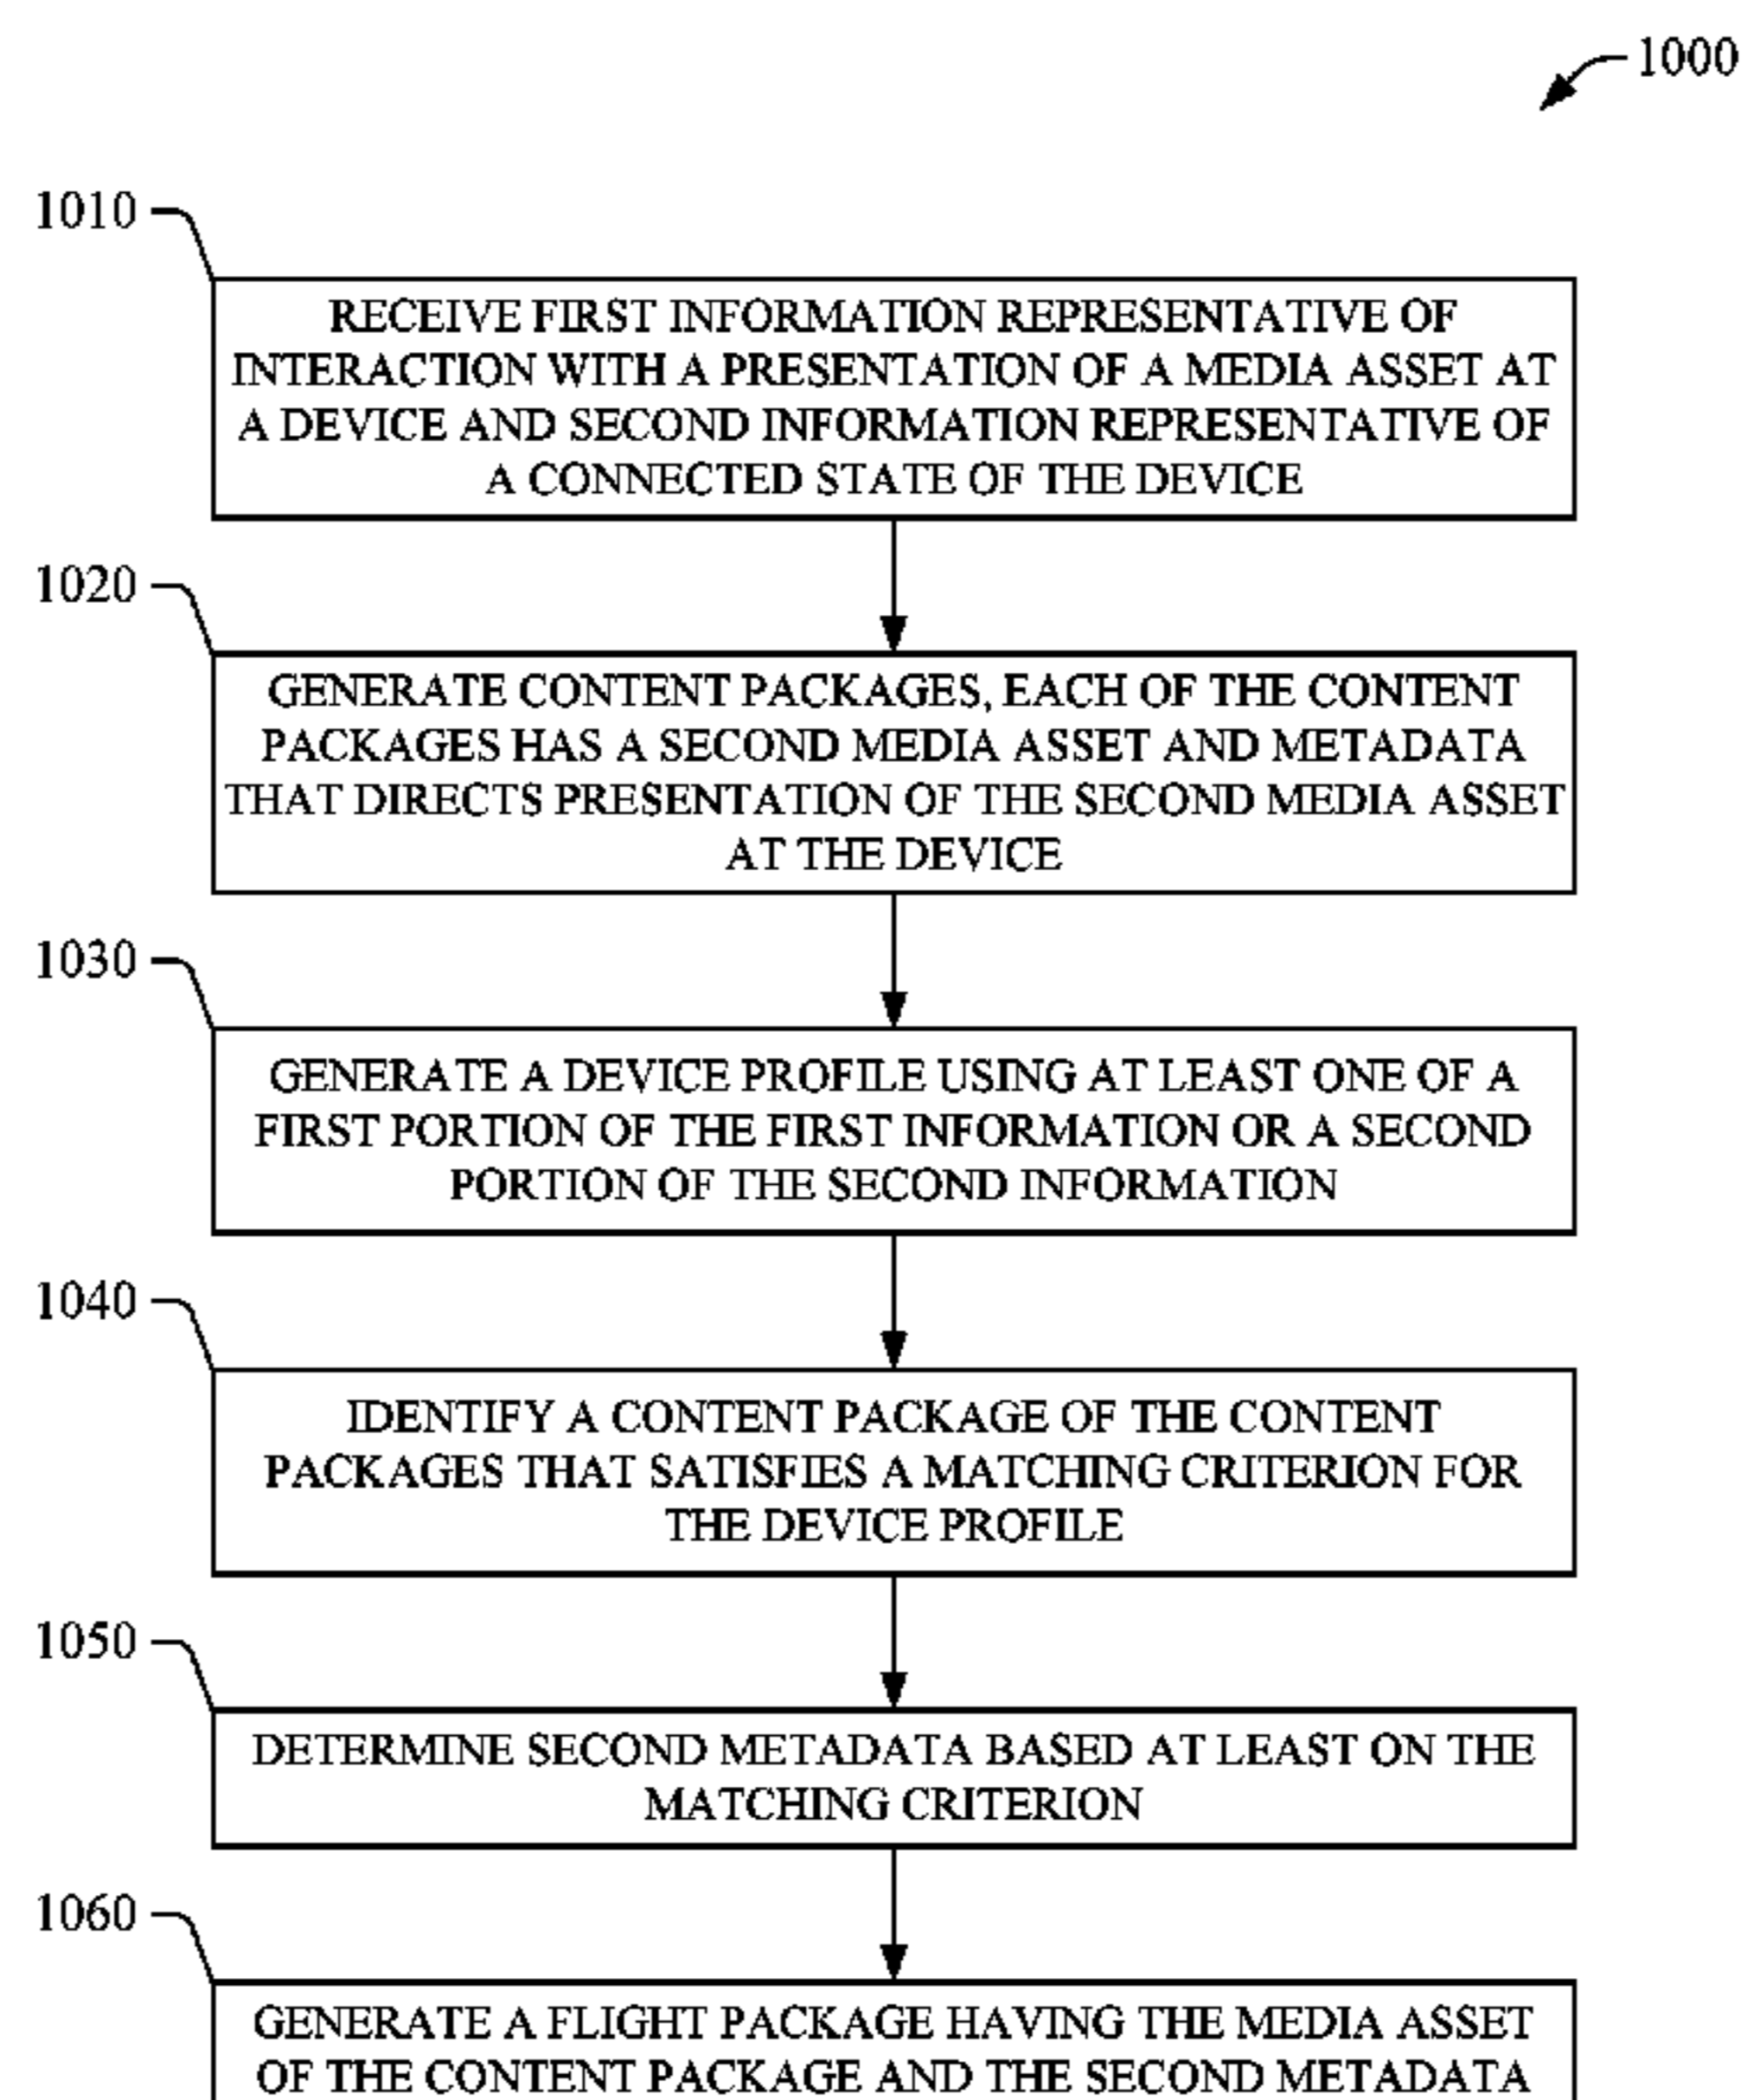 1000
1010
RECEIVE FIRST INFORMATION REPRESENTATIVE OF
INTERACTION WITH A PRESENTATION OF A MEDIA ASSET AT
A DEVICE AND SECOND INFORMATION REPRESENTATIVE OF
A CONNECTED STATE OF THE DEVICE
1020
GENERATE CONTENT PACKAGES, EACH OF THE CONTENT
PACKAGES HAS A SECOND MEDIA ASSET AND METADATA
THAT DIRECTS PRESENTATION OF THE SECOND MEDIA ASSET
AT THE DEVICE
1030
GENERATE A DEVICE PROFILE USING AT LEAST ONE OF A
FIRST PORTION OF THE FIRST INFORMATION OR A SECOND
PORTION OF THE SECOND INFORMATION
1040
IDENTIFY A CONTENT PACKAGE OF THE CONTENT
PACKAGES THAT SATISFIES A MATCHING CRITERION FOR
THE DEVICE PROFILE
1050
DETERMINE SECOND METADATA BASED AT LEAST ON THE
MATCHING CRITERION
1060
GENERATE A FLIGHT PACKAGE HAVING THE MEDIA ASSET
OF THE CONTENT PACKAGE AND THE SECOND METADATA